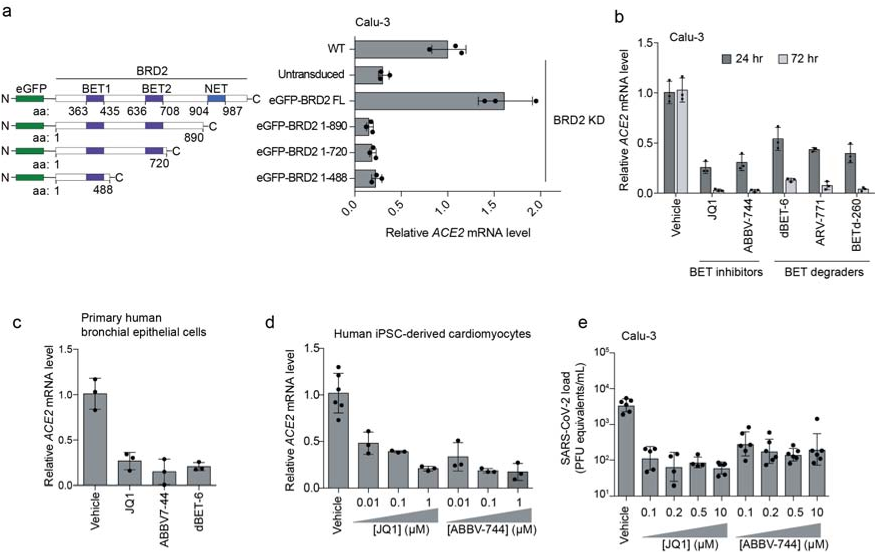 a
BRD2
eGFP
BET1
BET2
NET
N
C
aa:
363
435
636
708
904
987
N
C
aa:
1
890
N
C
aa:
1
720
N
C
aa:
1
488
Calu-3
WT
Untransduced
eGFP-BRD2 FL
eGFP-BRD2 1-890
eGFP-BRD2 1-720
eGFP-BRD2 1-488
BRD2 KD
0.0
0.5
1.0
1.5
2.0
Relative ACE2 mRNA level
b
Calu-3
24 hr
72 hr
Relative ACE2 mRNA level
1.5
1.0
0.5
0.0
Vehicle
JQ1
ABBV-744
dBET-6
ARV-771
BETd-260
BET inhibitors
BET degraders
c
Primary human
bronchial epithelial cells
Relative ACE2 mRNA level
1.5
1.0
0.5
0.0
Vehicle
JQ1
ABBV7-44
dBET-6
d
Human iPSC-derived cardiomyocytes
Relative ACE2 mRNA level
1.5
1.0
0.5
0.0
Vehicle
0.01
0.1
1
0.01
0.1
1
[JQ1] (µM)
[ABBV-744] (µM)
e
Calu-3
SARS-CoV-2 load
(PFU equivalents/mL)
10⁵
10⁴
10³
10²
10¹
Vehicle
0.1
0.2
0.5
10
0.1
0.2
0.5
10
[JQ1] (µM)
[ABBV-744] (µM)